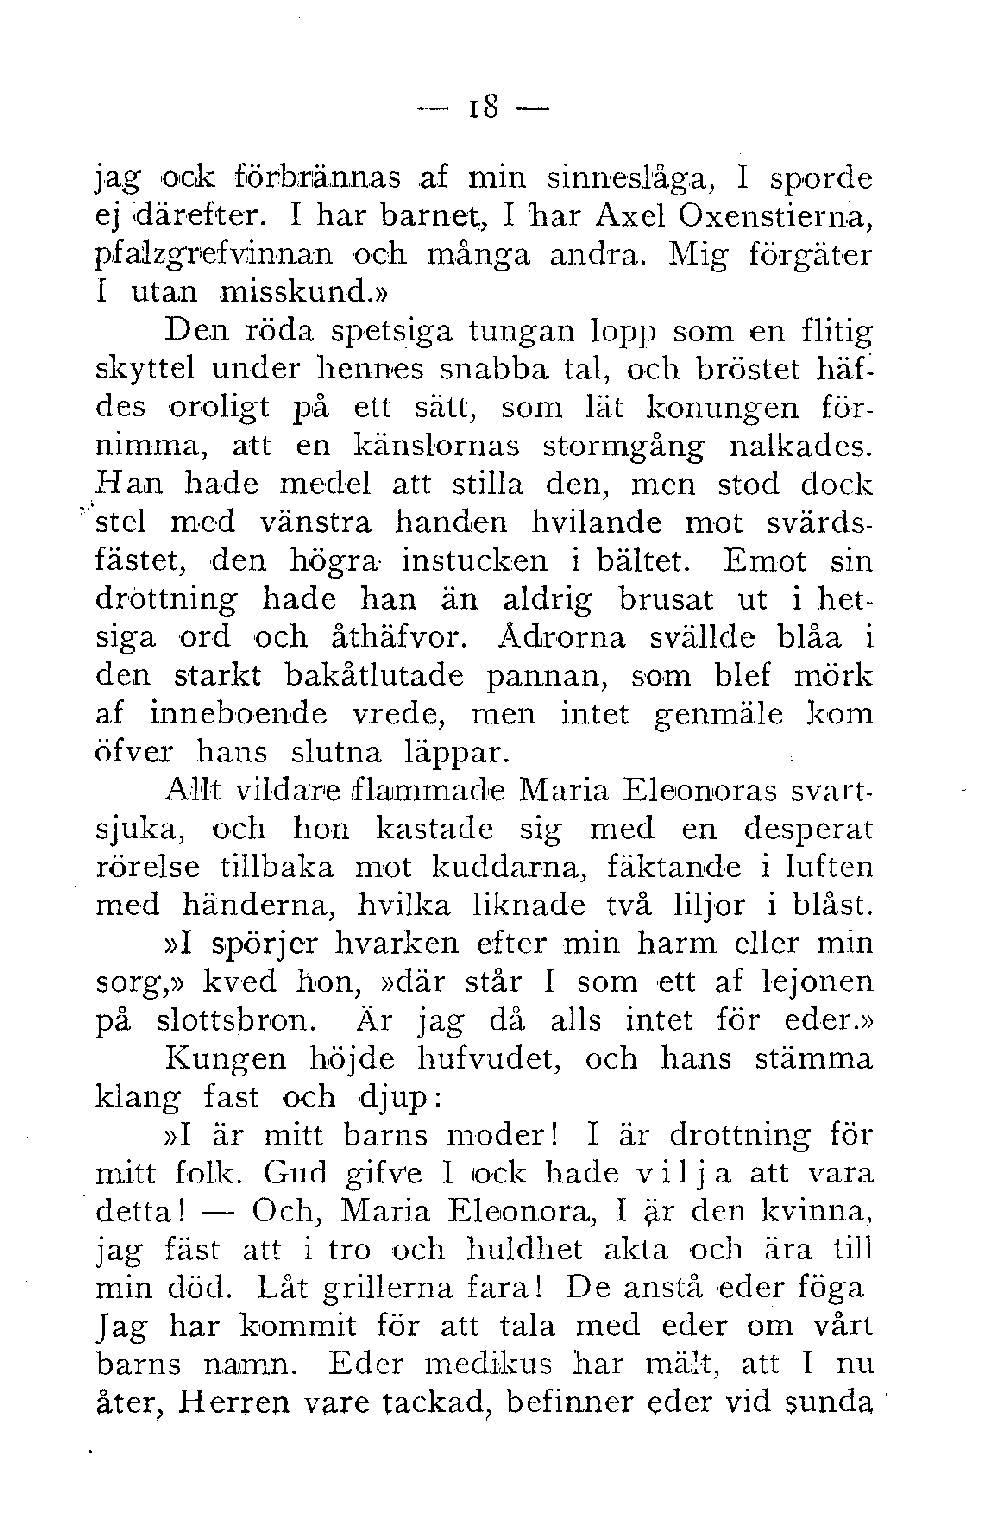 — 18 —
jag ock förbrännas af min sinneslåga, I sporde
ej därefter. I har barnet, I har Axel Oxenstierna,
pfalzgrefvinnan och många andra. Mig förgäter
I utan misskund.»
Den röda spetsiga tungan lopp som en flitig
skyttel under hennes snabba tal, och bröstet häf-
des oroligt på ett sätt, som lät konungen för-
nimma, att en känslornas stormgång nalkades.
Han hade medel att stilla den, men stod dock
stel med vänstra handen hvilande mot svärds-
fästet, den högra instucken i bältet. Emot sin
drottning hade han än aldrig brusat ut i het-
siga ord och åthäfvor. Ådrorna svällde blåa i
den starkt bakåtlutade pannan, som blef mörk
af inneboende vrede, men intet genmäle kom
öfver hans slutna läppar.
Allt vildare flammade Maria Eleonoras svart-
sjuka, och hon kastade sig med en desperat
rörelse tillbaka mot kuddarna, fäktande i luften
med händerna, hvilka liknade två liljor i blåst.
»I spörjer hvarken efter min harm eller min
sorg,» kved hon, »där står I som ett af lejonen
på slottsbron. Är jag då alls intet för eder.»
Kungen höjde hufvudet, och hans stämma
klang fast och djup:
»I är mitt barns moder! I är drottning för
mitt folk. Gud gifve I ock hade vilja att vara
detta! — Och, Maria Eleonora, I är den kvinna,
jag fäst att i tro och huldhet akta och ära till
min död. Låt grillerna fara! De anstå eder föga
Jag har kommit för att tala med eder om vårt
barns namn. Eder medikus har mält, att I nu
åter, Herren vare tackad, befinner eder vid sunda